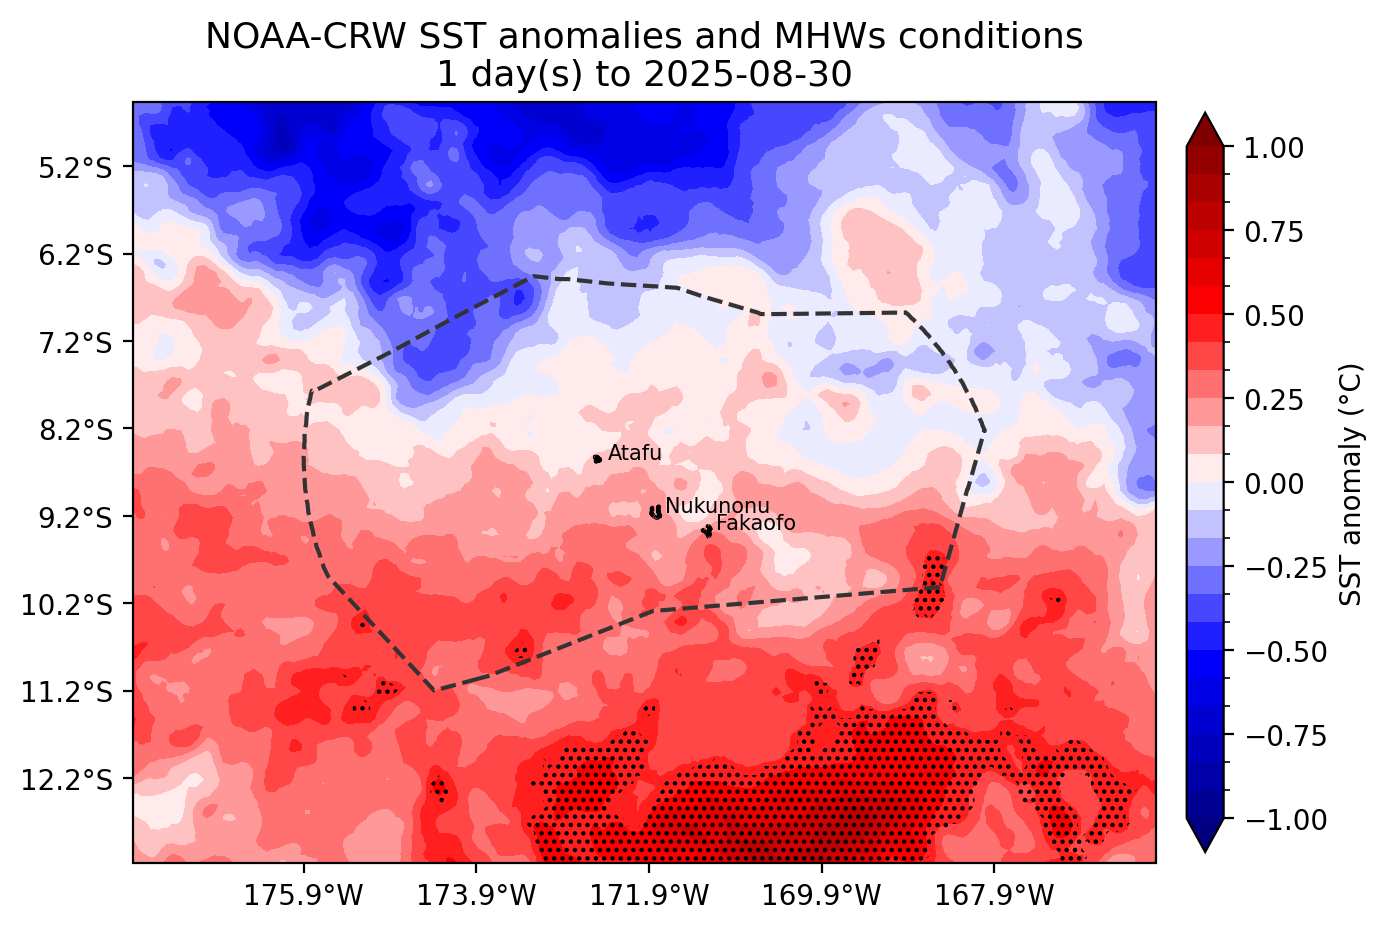 NOAA-CRW SST anomalies and MHWs conditions
1 day(s) to 2025-08-30
5.2°S
6.2°S
7.2°S
8.2°S
9.2°S
10.2°S
11.2°S
12.2°S
Atafu
Nukunonu
Fakaofo
175.9°W
173.9°W
171.9°W
169.9°W
167.9°W
1.00
0.75
0.50
0.25
0.00
−0.25
−0.50
−0.75
−1.00
SST anomaly (°C)